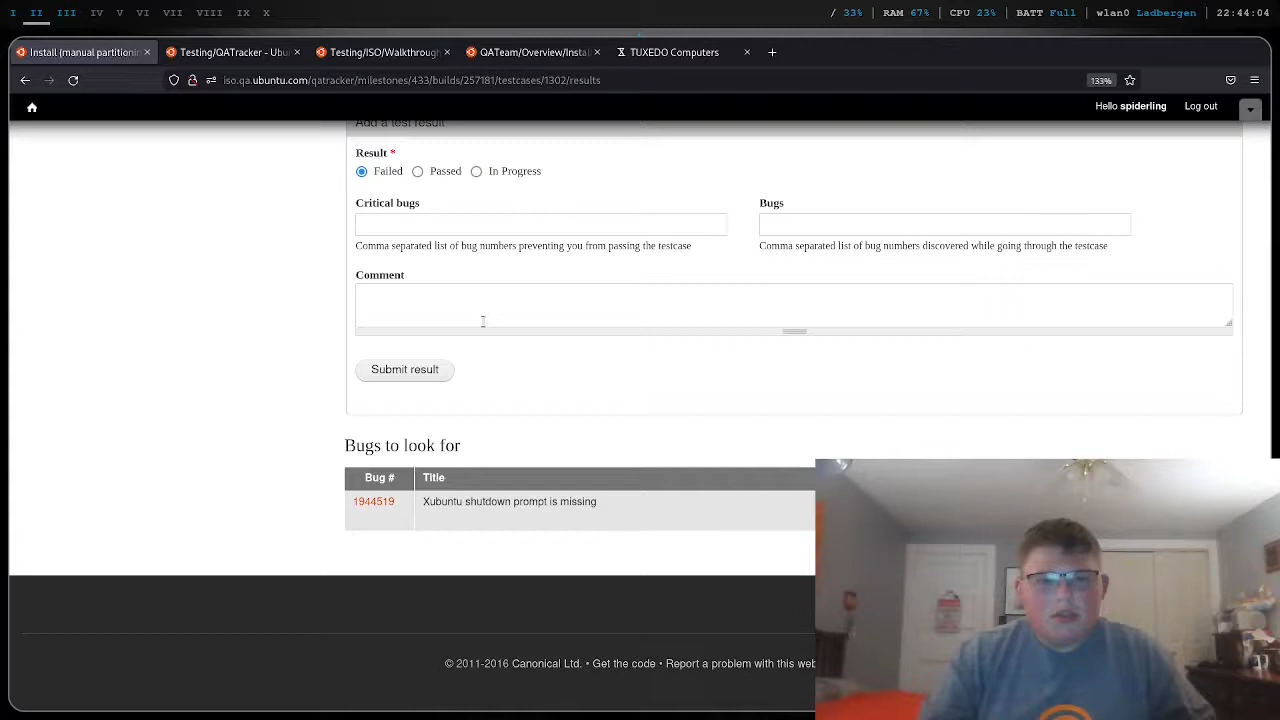 I II III IV V VI VII VIII IX X / 33% | RAM 67% | CPU 23% | BATT Full | wlan0 Ladbergen | 22:44:04
Install (manual partitionin × Testing/QATracker - Ubun × Testing/ISO/Walkthrough × QATeam/Overview/Install × TUXEDO Computers × +
iso.qa.ubuntu.com/qatracker/milestones/433/builds/257181/testcases/1302/results 133%
Hello spiderling Log out
Add a test result
Result *
Failed Passed In Progress
Critical bugs Bugs
Comma separated list of bug numbers preventing you from passing the testcase Comma separated list of bug numbers discovered while going through the testcase
Comment
Submit result
Bugs to look for
Bug # Title
1944519 Xubuntu shutdown prompt is missing
© 2011-2016 Canonical Ltd. • Get the code • Report a problem with this web